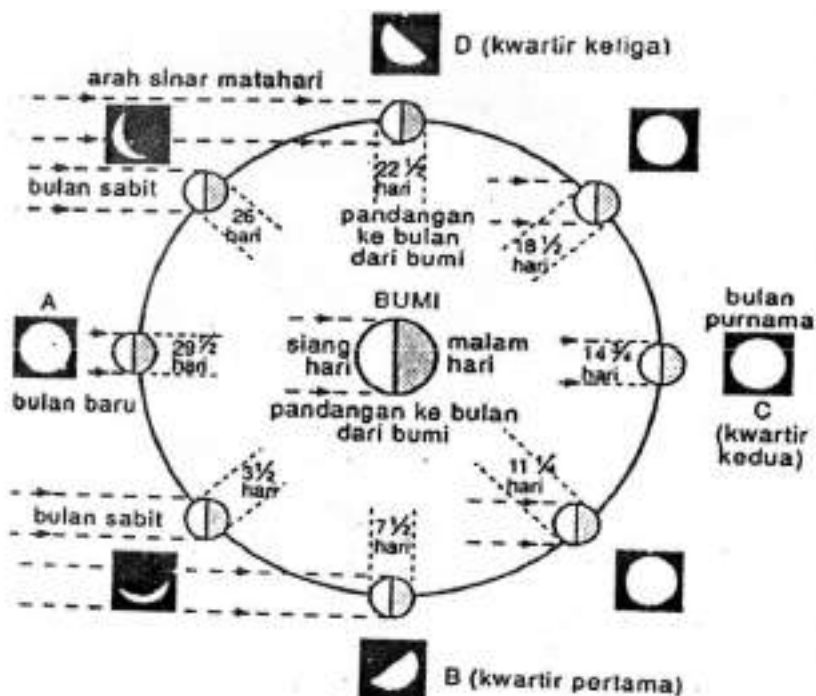 D (kwartir ketiga)
arah sinar matahari
bulan sabit
22 ½
hari
26
hari
pandangan
ke bulan
dari bumi
18 ½
hari
A
BUMI
bulan
purnama
siang
hari
malam
hari
29 ½
hari
14 ¾
hari
bulan baru
pandangan ke bulan
dari bumi
C
(kwartir
kedua)
3½
hari
11 ¼
hari
bulan sabit
7 ½
hari
B (kwartir pertama)